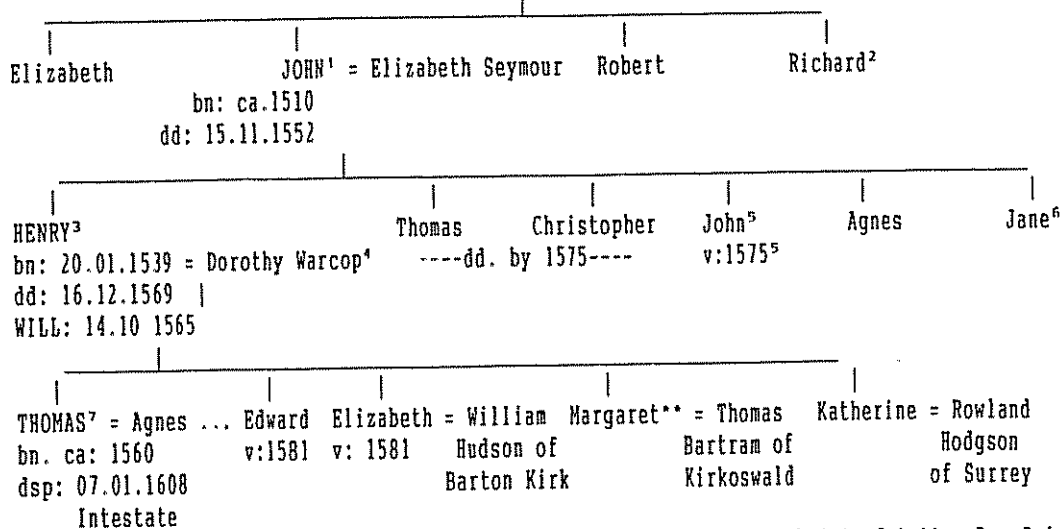 Elizabeth JOHN¹ = Elizabeth Seymour Robert Richard²
bn: ca.1510
dd: 15.11.1552
HENRY³ Thomas Christopher John⁵ Agnes Jane⁶
bn: 20.01.1539 = Dorothy Warcop⁴ ----dd. by 1575---- v:1575⁵
dd: 16.12.1569
WILL: 14.10 1565
THOMAS⁷ = Agnes ... Edward Elizabeth = William Margaret** = Thomas Katherine = Rowland
bn. ca: 1560 v:1581 v: 1581 Hudson of Bartram of Hodgson
dsp: 07.01.1608 Barton Kirk Kirkoswald of Surrey
Intestate